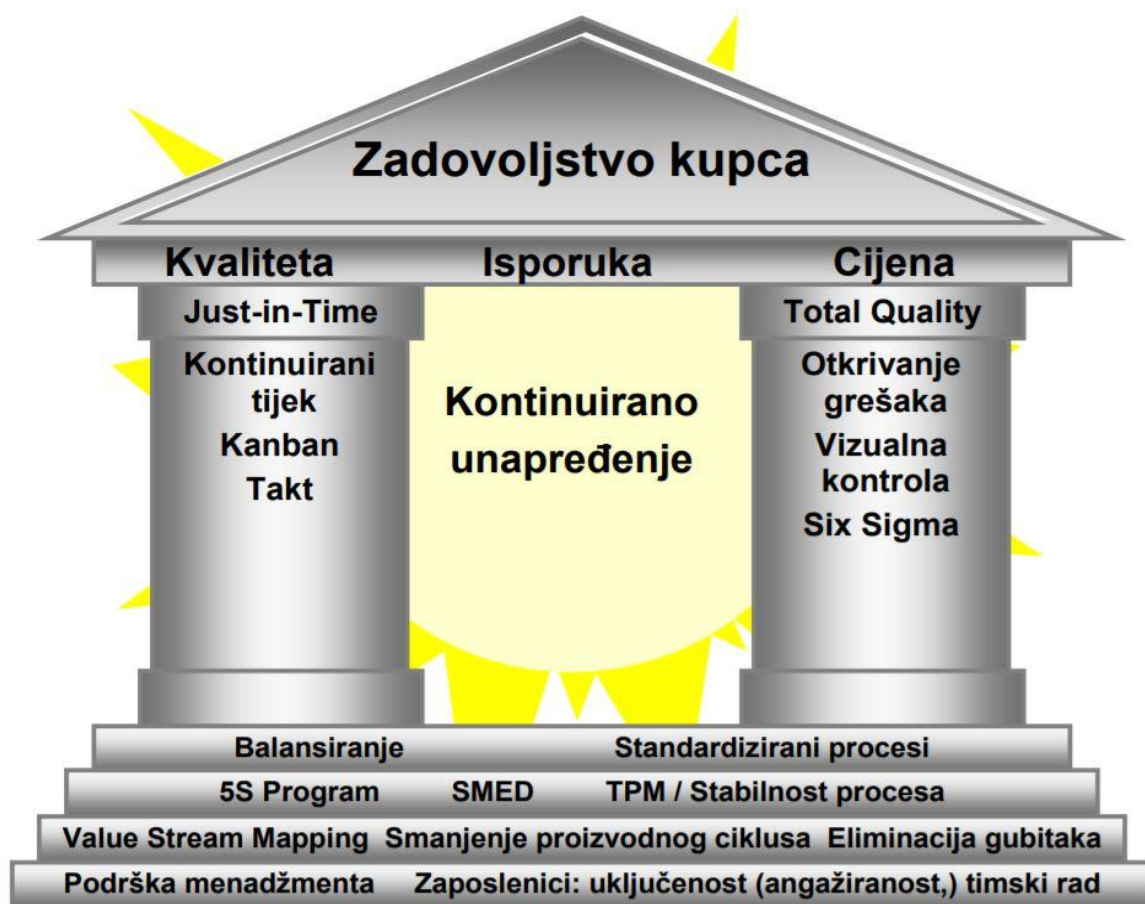 Zadovoljstvo kupca
Kvaliteta Isporuka Cijena
Just-in-Time
Kontinuirani
tijek
Kanban
Takt
Kontinuirano
unapređenje
Total Quality
Otkrivanje
grešaka
Vizualna
kontrola
Six Sigma
Balansiranje Standardizirani procesi
5S Program SMED TPM / Stabilnost procesa
Value Stream Mapping Smanjenje proizvodnog ciklusa Eliminacija gubitaka
Podrška menadžmenta Zaposlenici: uključenost (angažiranost,) timski rad